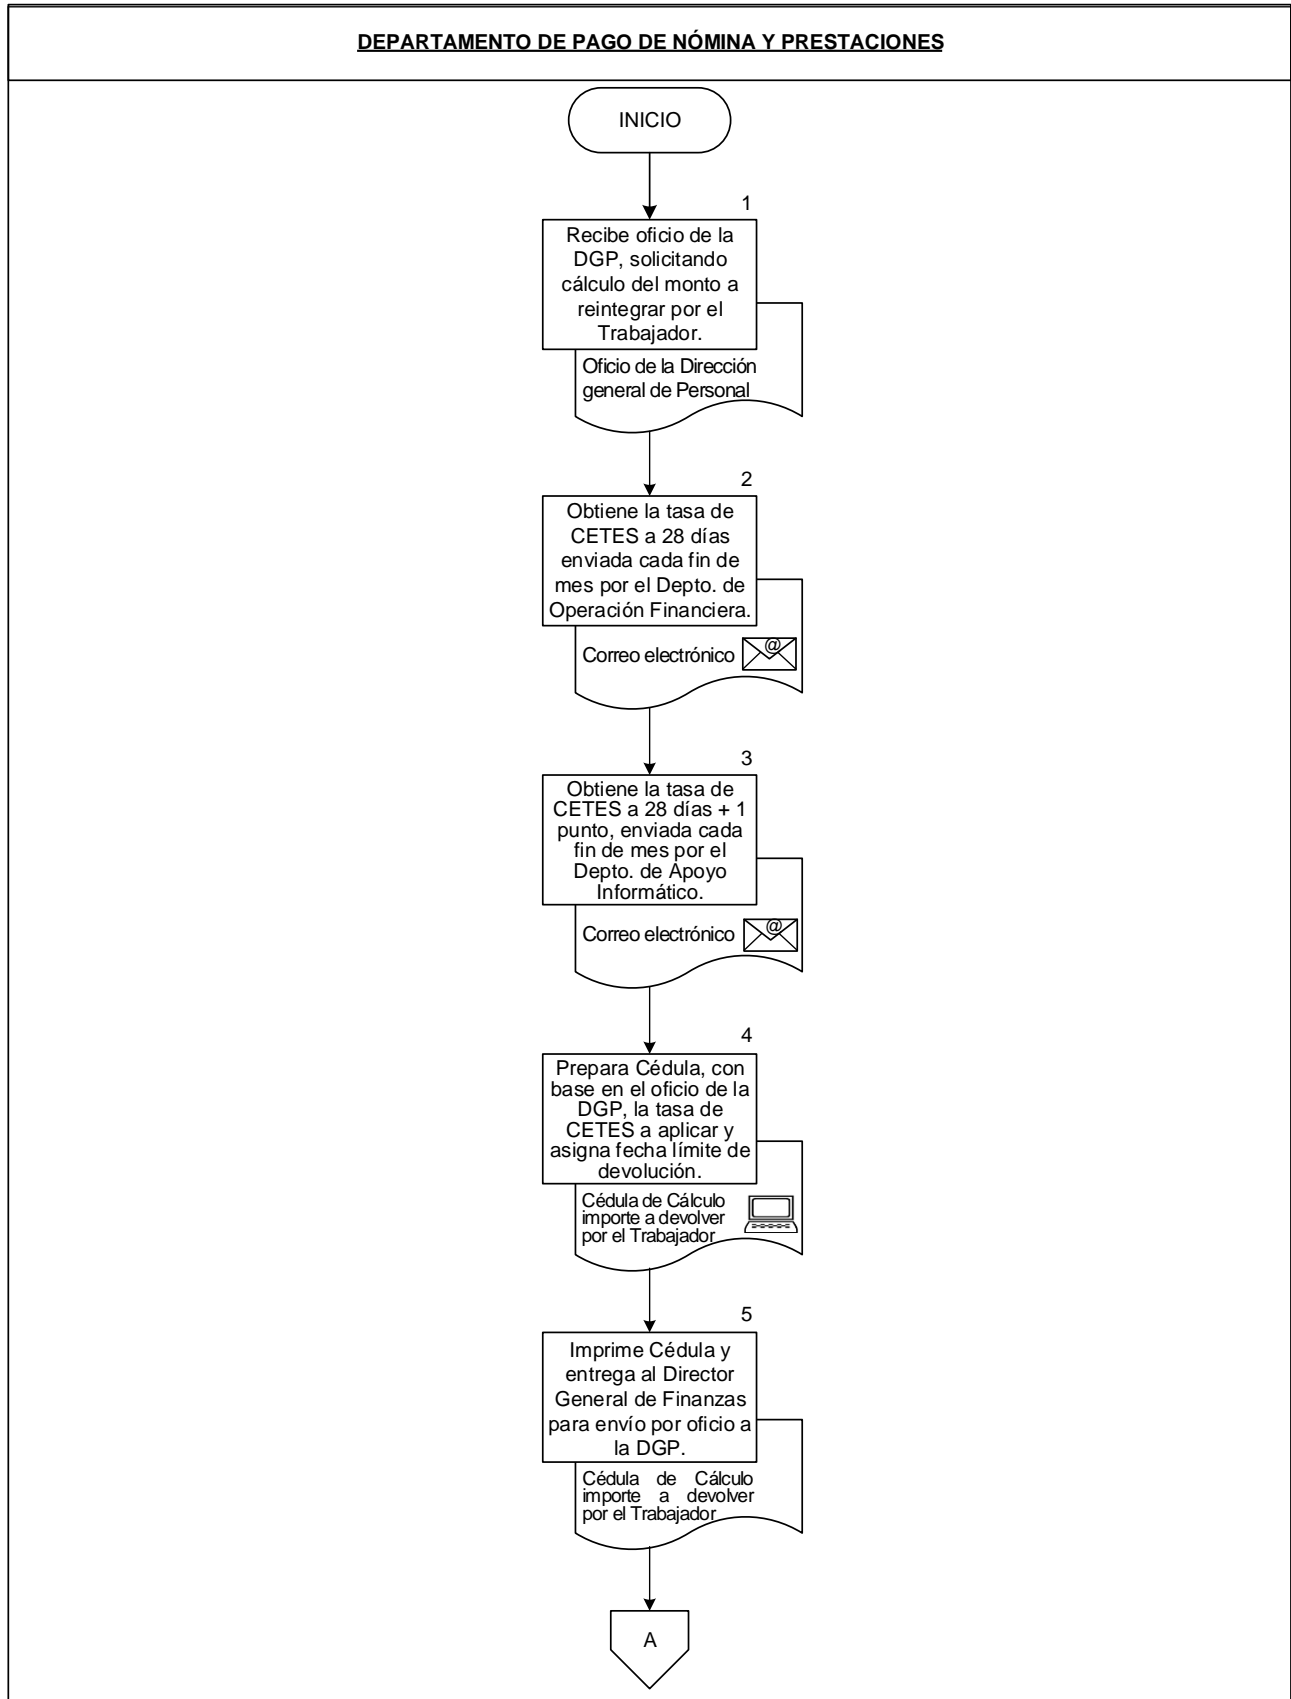 DEPARTAMENTO DE PAGO DE NÓMINA Y PRESTACIONES
INICIO
1
Recibe oficio de la
DGP, solicitando
cálculo del monto a
reintegrar por el
Trabajador.
Oficio de la Dirección
general de Personal
2
Obtiene la tasa de
CETES a 28 días
enviada cada fin de
mes por el Depto. de
Operación Financiera.
Correo electrónico
@
3
Obtiene la tasa de
CETES a 28 días + 1
punto, enviada cada
fin de mes por el
Depto. de Apoyo
Informático.
Correo electrónico
@
4
Prepara Cédula, con
base en el oficio de la
DGP, la tasa de
CETES a aplicar y
asigna fecha límite de
devolución.
Cédula de Cálculo
importe a devolver
por el Trabajador
5
Imprime Cédula y
entrega al Director
General de Finanzas
para envío por oficio a
la DGP.
Cédula de Cálculo
importe a devolver
por el Trabajador
A